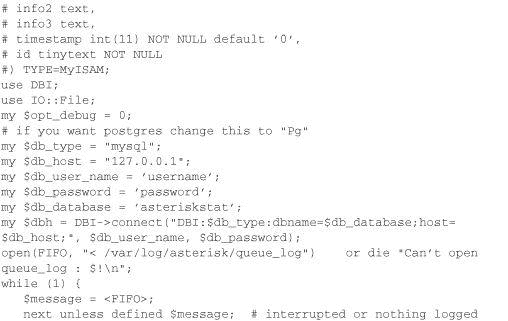 # info2 text,
# info3 text,
# timestamp int(11) NOT NULL default ‘0’,
# id tinytext NOT NULL
#) TYPE=MyISAM;
use DBI;
use IO::File;
my $opt_debug = 0;
# if you want postgres change this to "Pg"
my $db_type = "mysql";
my $db_host = "127.0.0.1";
my $db_user_name = ‘username’;
my $db_password = ‘password’;
my $db_database = ‘asteriskstat’;
my $dbh = DBI->connect("DBI:$db_type:dbname=$db_database;host=
$db_host;", $db_user_name, $db_password);
open(FIFO, "< /var/log/asterisk/queue_log") or die "Can’t open
queue_log : $!\n";
while (1) {
$message = <FIFO>;
next unless defined $message; # interrupted or nothing logged